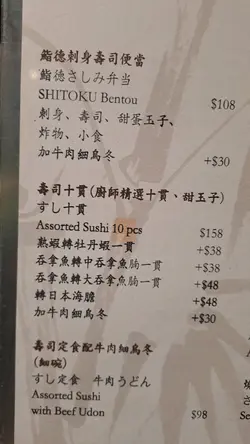 鮨德刺身壽司便當
鮨徳さしみ弁当
SHITOKU Bentou $108
刺身、壽司、甜蛋玉子、
炸物、小食
加牛肉細烏冬 +$30
壽司十貫(廚師精選十貫、甜玉子)
すし十貫
Assorted Sushi 10 pcs $158
熟蝦轉牡丹蝦一貫 +$38
吞拿魚轉中吞拿魚腩一貫 +$38
吞拿魚轉大吞拿魚腩一貫 +$48
轉日本海膽 +$48
加牛肉細烏冬 +$30
壽司定食配牛肉細烏冬
(細碗)
すし定食 牛肉うどん
Assorted Sushi
with Beef Udon $98